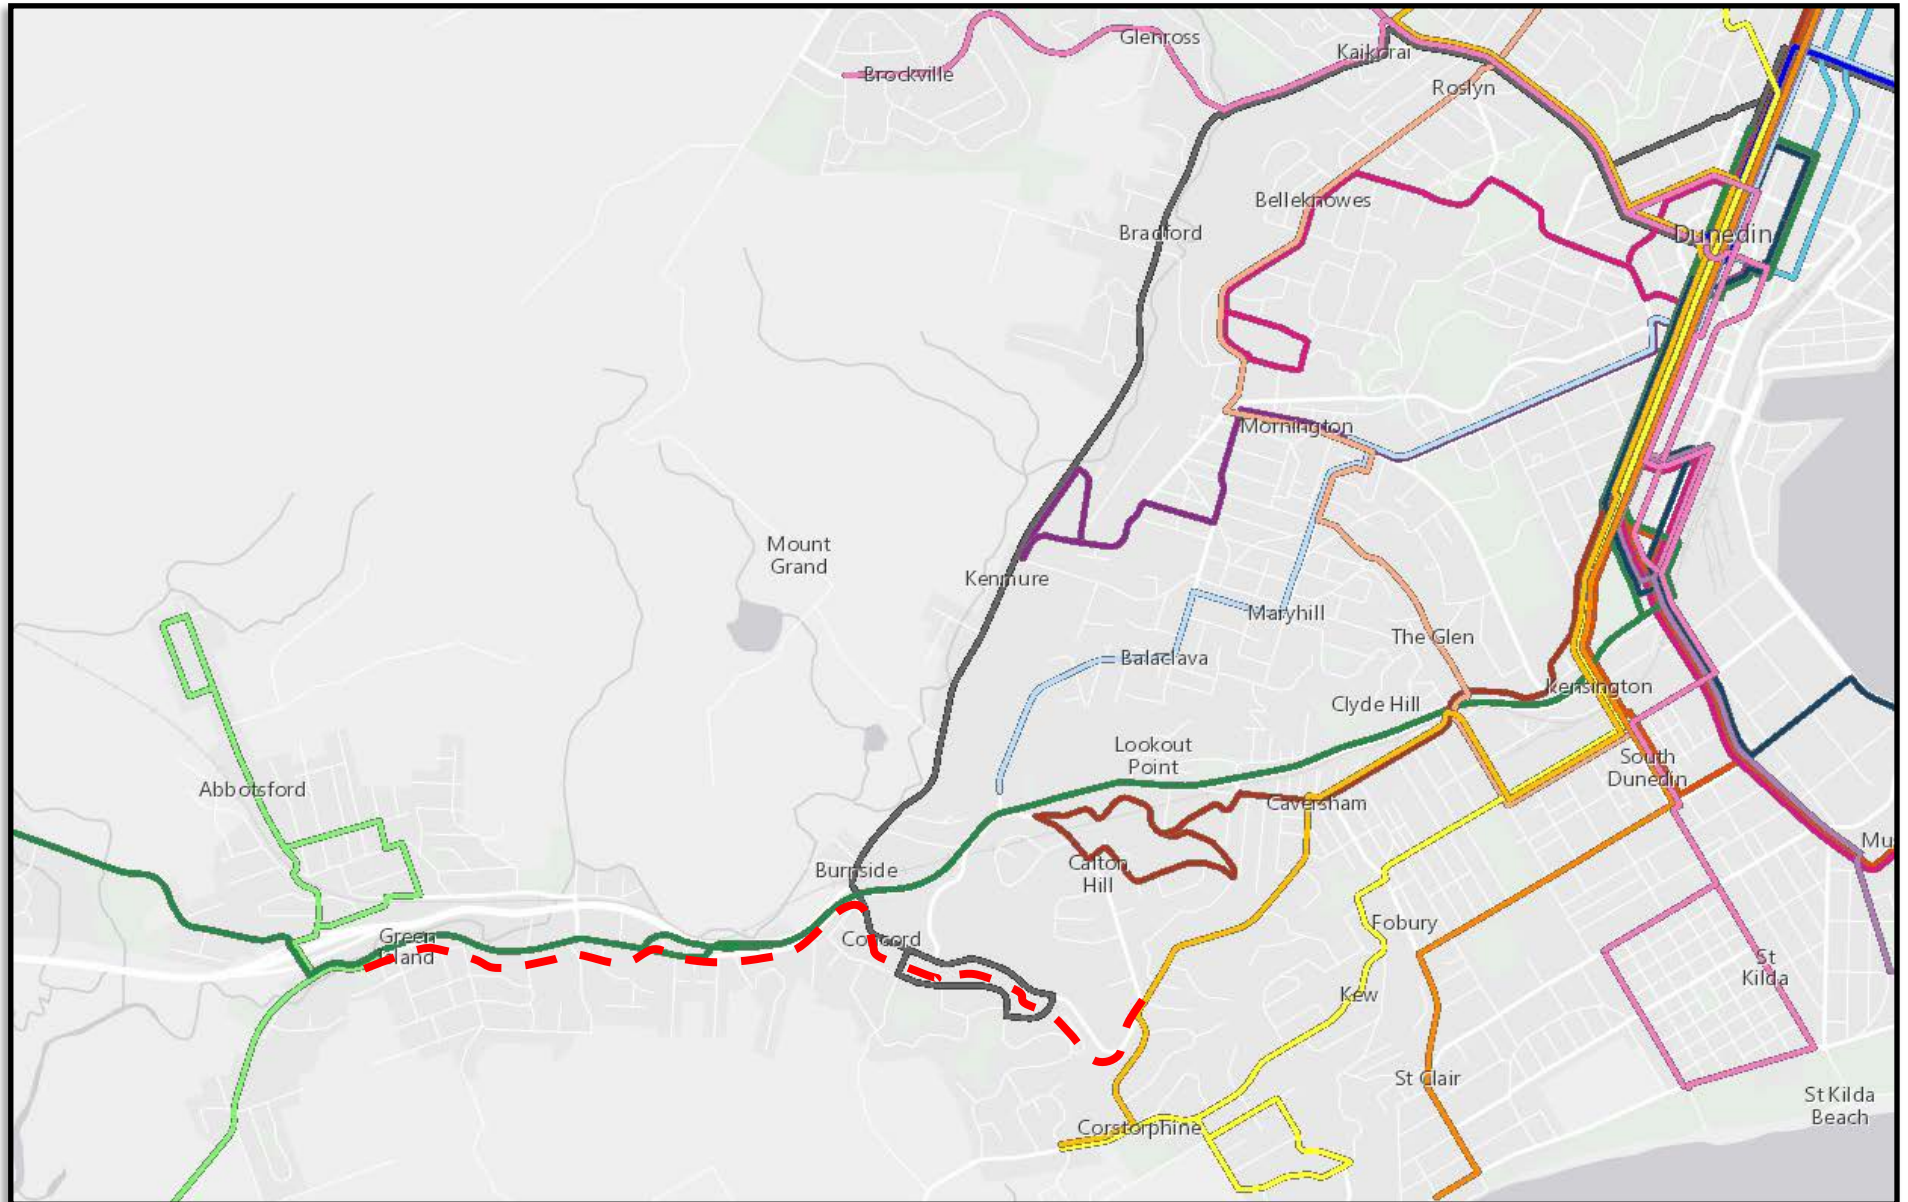 Glenross
Kaikorai
Brockville
Roslyn
Belleknowes
Bradford
Dunedin
Mornington
Mount
Grand
Kenmure
Maryhill
The Glen
Balaclava
Kensington
Clyde Hill
Lookout
Point
South
Dunedin
Abbotsford
Caversham
Mu
Burnside
Calton
Hill
Fobury
Green
Island
Concord
St
Kilda
Kew
St Clair
St Kilda
Beach
Corstorphine